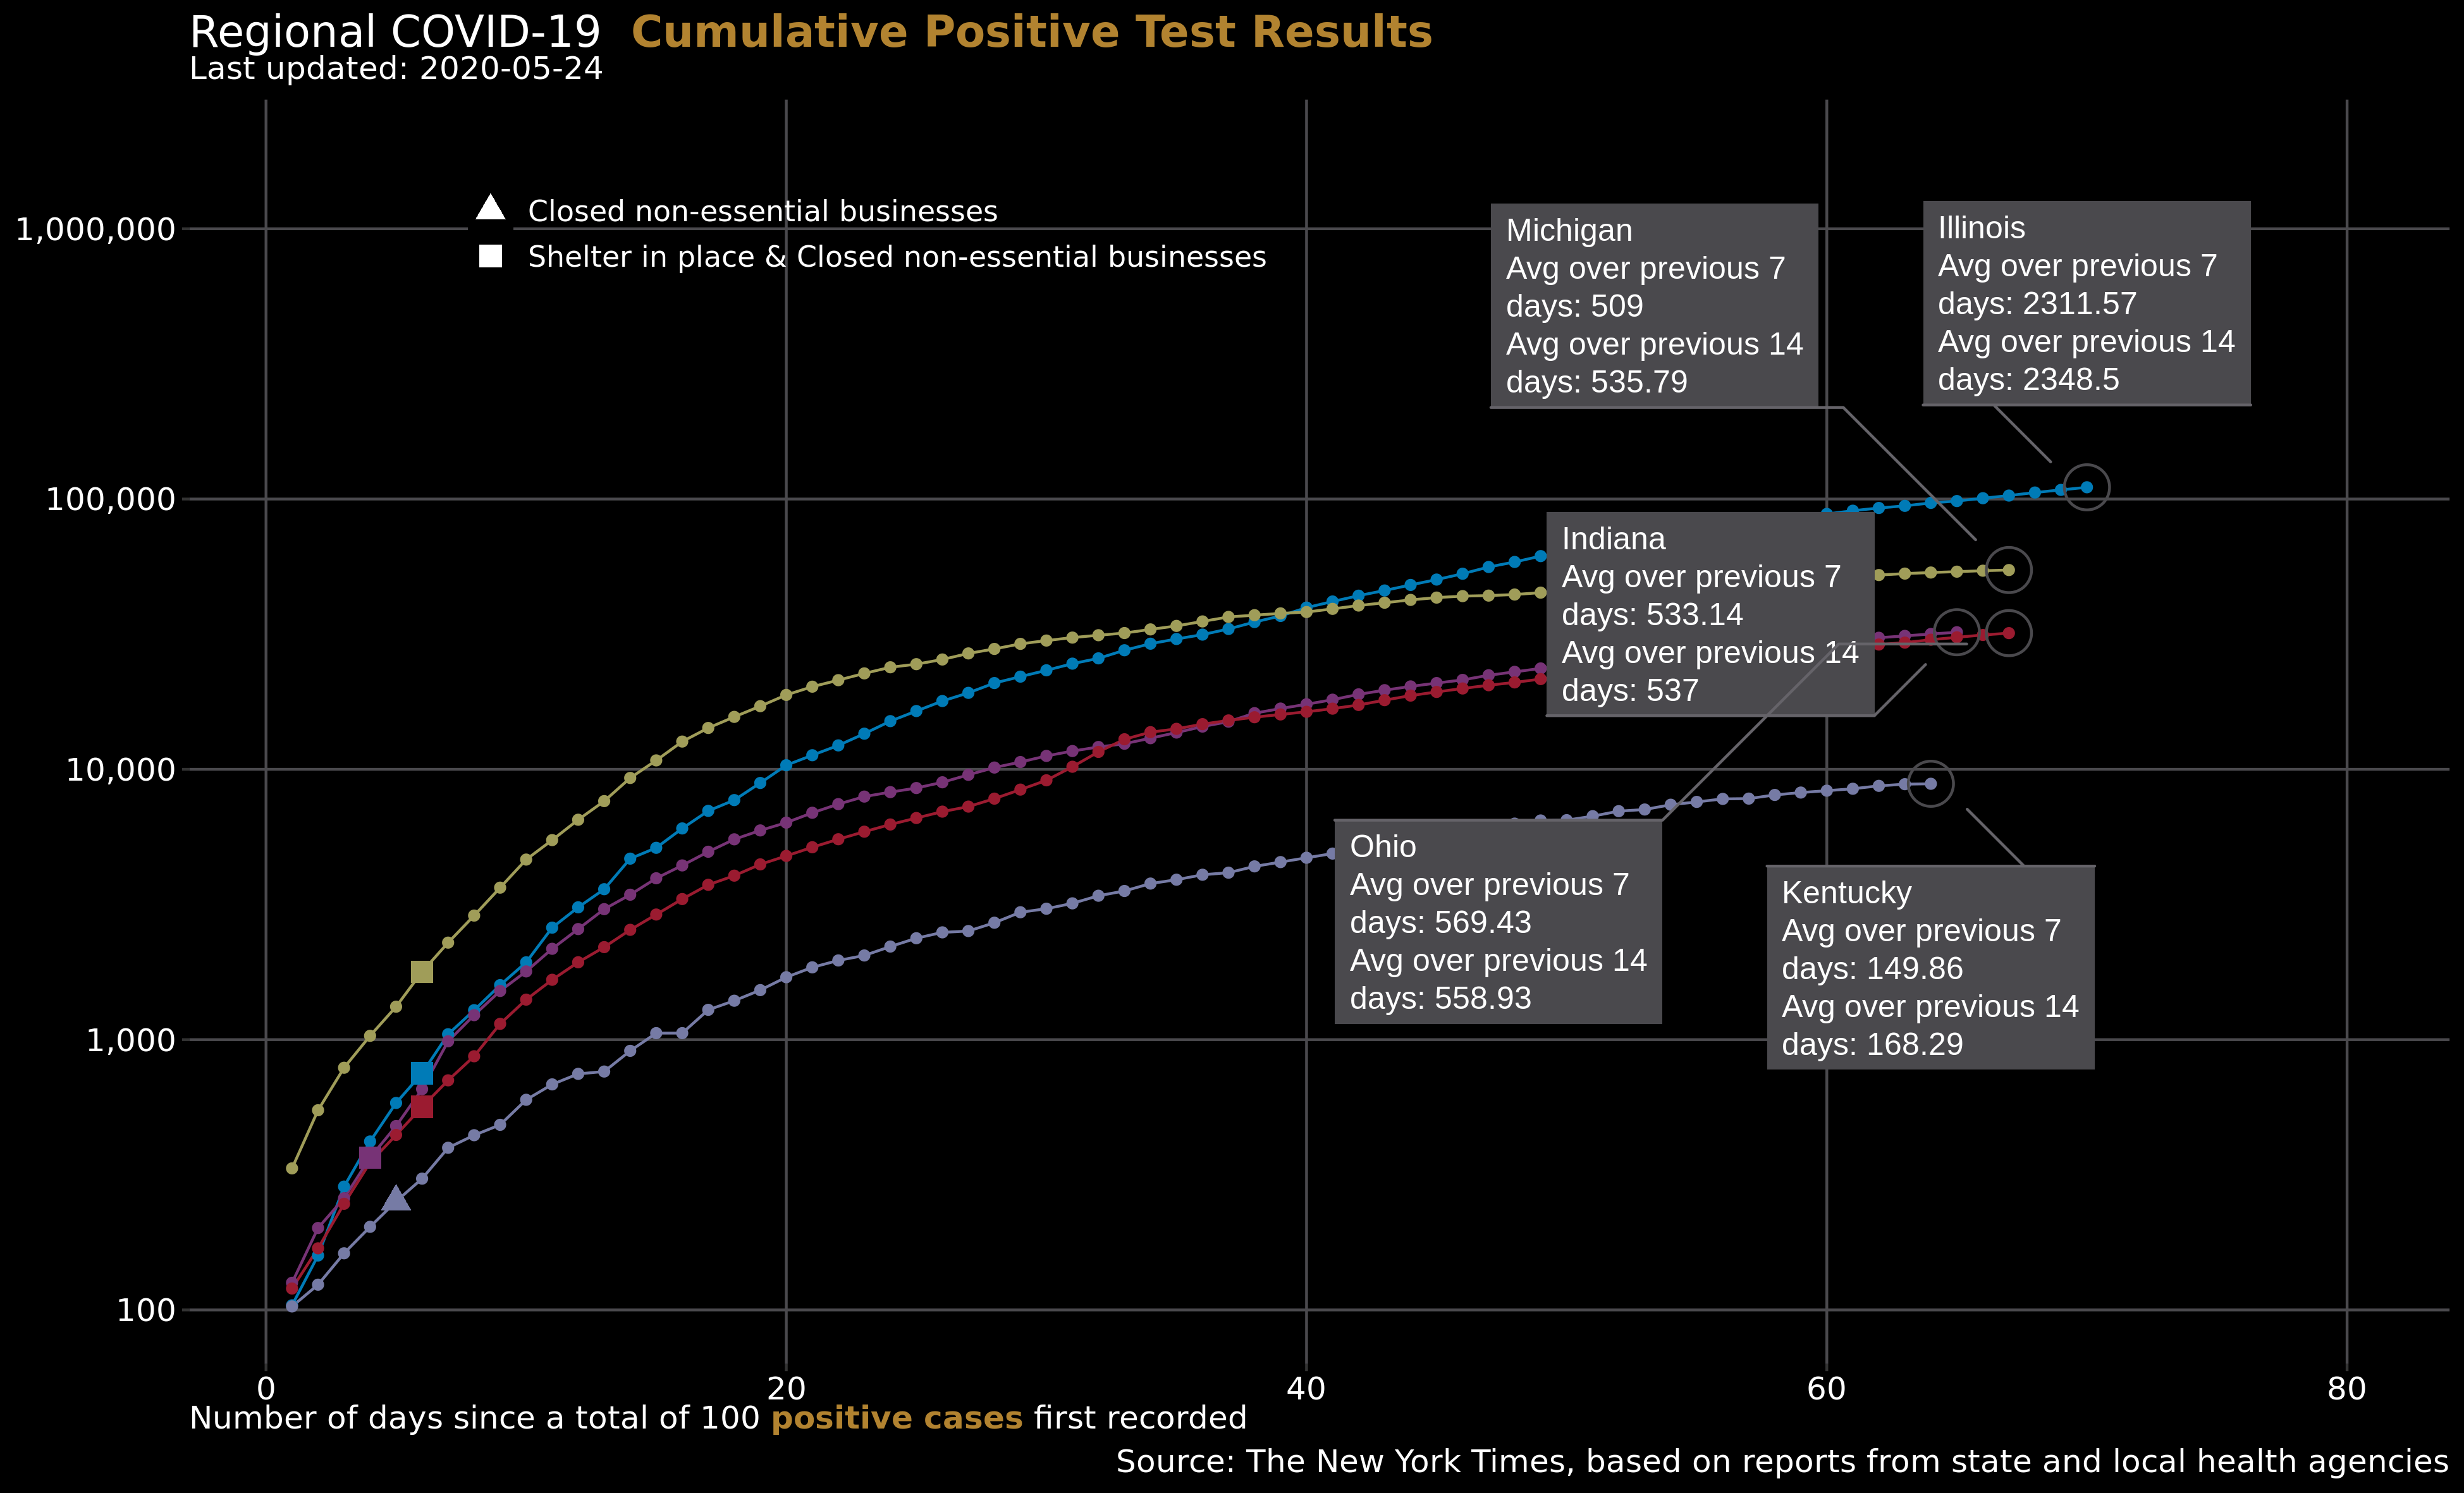 Regional COVID-19 Cumulative Positive Test Results
Last updated: 2020-05-24
Closed non-essential businesses
Shelter in place & Closed non-essential businesses
1,000,000
100,000
10,000
1,000
100
Michigan
Avg over previous 7
days: 509
Avg over previous 14
days: 535.79
Illinois
Avg over previous 7
days: 2311.57
Avg over previous 14
days: 2348.5
Indiana
Avg over previous 7
days: 533.14
Avg over previous 14
days: 537
Ohio
Avg over previous 7
days: 569.43
Avg over previous 14
days: 558.93
Kentucky
Avg over previous 7
days: 149.86
Avg over previous 14
days: 168.29
0 20 40 60 80
Number of days since a total of 100 positive cases first recorded
Source: The New York Times, based on reports from state and local health agencies